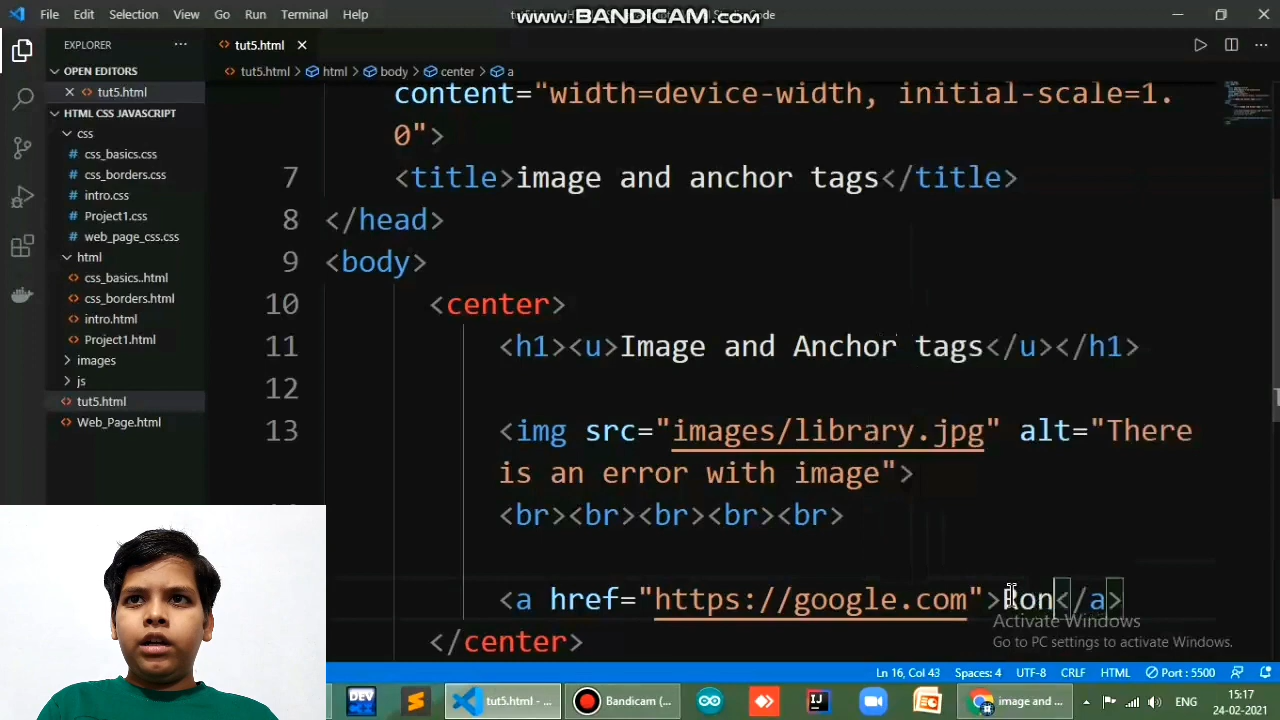 File Edit Selection View Go Run Terminal Help
www.BANDICAM.com
EXPLORER
tut5.html
OPEN EDITORS
tut5.html
HTML CSS JAVASCRIPT
css
css_basics.css
css_borders.css
intro.css
Project1.css
web_page_css.css
html
css_basics..html
css_borders.html
intro.html
Project1.html
images
js
tut5.html
Web_Page.html
tut5.html > html > body > center > a
content="width=device-width, initial-scale=1.
0">
7 <title>image and anchor tags</title>
8 </head>
9 <body>
10 <center>
11 <h1><u>Image and Anchor tags</u></h1>
12
13 <img src="images/library.jpg" alt="There
is an error with image">
<br><br><br><br><br>
<a href="https://google.com">Ron</a>
</center>
Activate Windows
Go to PC settings to activate Windows.
Ln 16, Col 43 Spaces: 4 UTF-8 CRLF HTML Port : 5500
DEV
tut5.html - ...
Bandicam (...
image and ...
ENG
15:17
24-02-2021